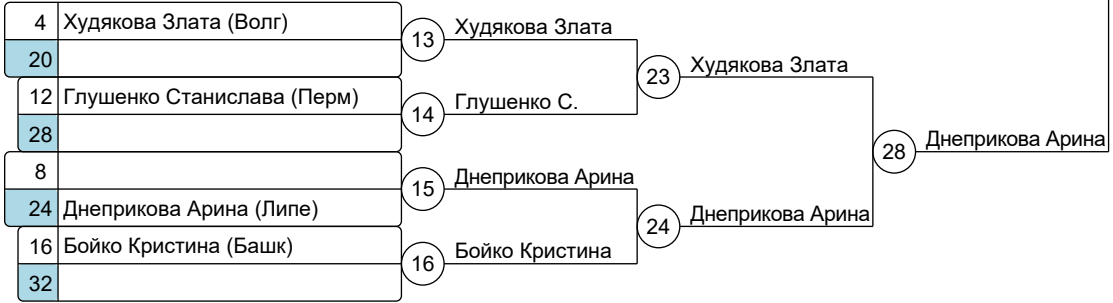 4 Худякова Злата (Волг)
13 Худякова Злата
20
23 Худякова Злата
12 Глушенко Станислава (Перм)
14 Глушенко С.
28
28 Днеприкова Арина
8
15 Днеприкова Арина
24 Днеприкова Арина (Липе)
24 Днеприкова Арина
16 Бойко Кристина (Башк)
16 Бойко Кристина
32